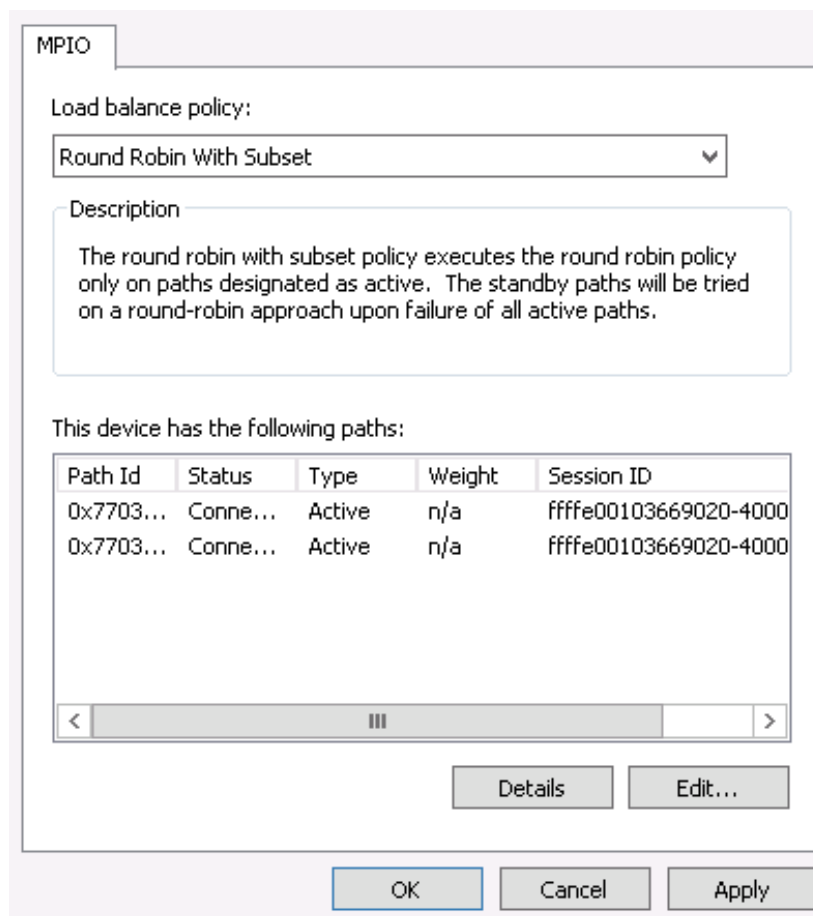 MPIO
Load balance policy:
Round Robin With Subset
Description
The round robin with subset policy executes the round robin policy
only on paths designated as active.  The standby paths will be tried
on a round-robin approach upon failure of all active paths.
This device has the following paths:
Path Id Status Type Weight Session ID
0x7703... Conne... Active n/a ffffe00103669020-4000
0x7703... Conne... Active n/a ffffe00103669020-4000
Details Edit...
OK Cancel Apply